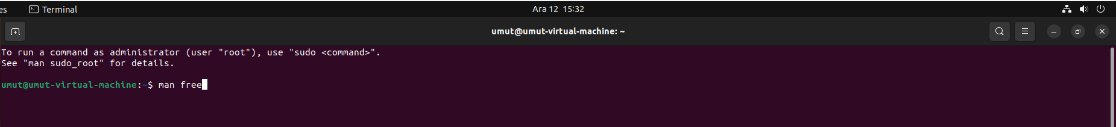 es Terminal Ara 12 15:32
umut@umut-virtual-machine: ~
To run a command as administrator (user "root"), use "sudo <command>".
See "man sudo_root" for details.
umut@umut-virtual-machine:~$ man free